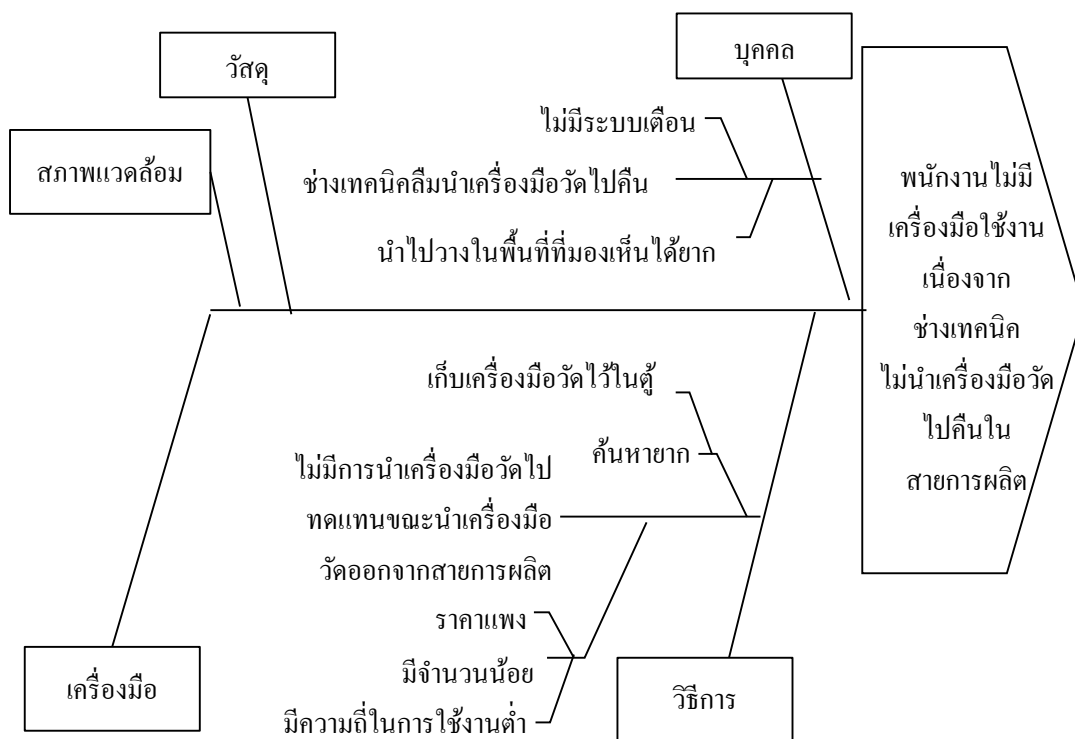 วัสดุ
บุคคล
สภาพแวดล้อม
ไม่มีระบบเตือน
ช่างเทคนิคลืมนำเครื่องมือวัดไปคืน
นำไปวางในพื้นที่ที่มองเห็นได้ยาก
พนักงานไม่มี
เครื่องมือใช้งาน
เนื่องจาก
ช่างเทคนิค
ไม่นำเครื่องมือวัด
ไปคืนใน
สายการผลิต
เก็บเครื่องมือวัดไว้ในตู้
ค้นหายาก
ไม่มีการนำเครื่องมือวัดไป
ทดแทนขณะนำเครื่องมือ
วัดออกจากสายการผลิต
ราคาแพง
มีจำนวนน้อย
มีความถี่ในการใช้งานต่ำ
เครื่องมือ
วิธีการ